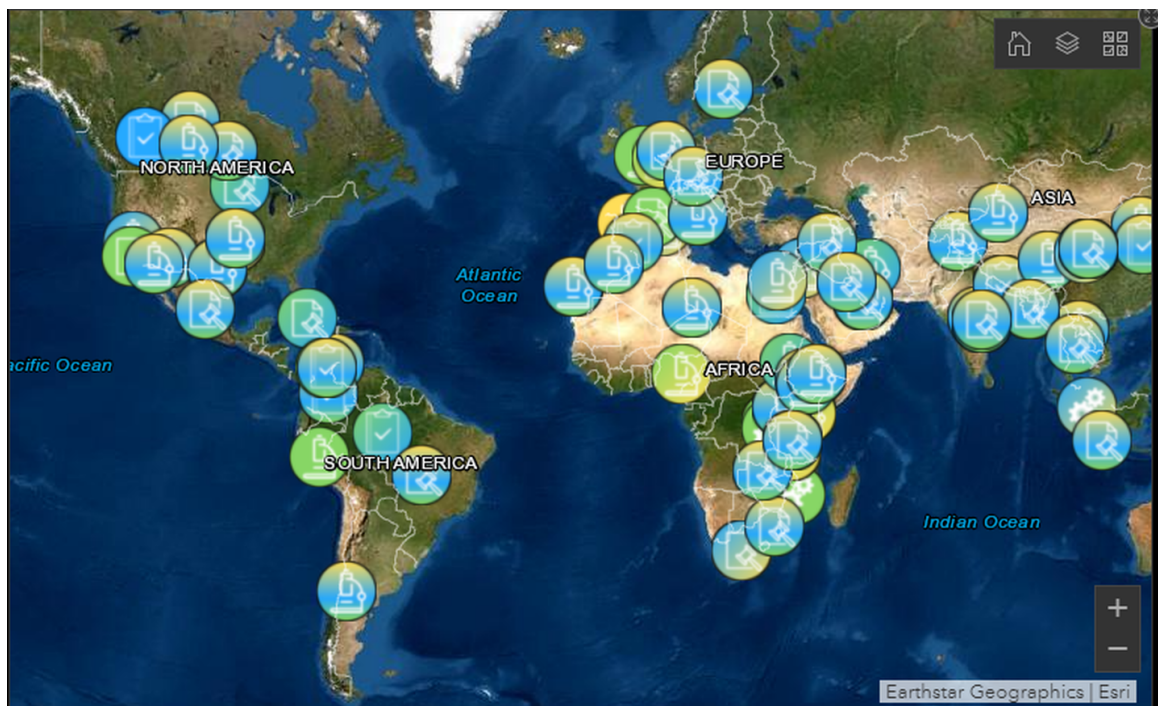 NORTH AMERICA
EUROPE
ASIA
Atlantic
Ocean
acific Ocean
AFRICA
SOUTH AMERICA
Indian Ocean
+
−
Earthstar Geographics | Esri